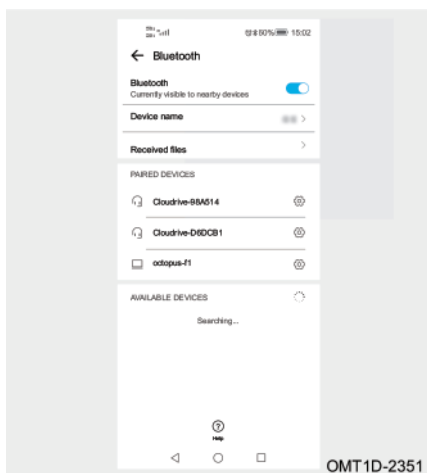 60% 15:02
Bluetooth
Bluetooth
Currently visible to nearby devices
Device name
Received files
PAIRED DEVICES
Cloudrive-98A514
Cloudrive-D6DCB1
octopus-f1
AVAILABLE DEVICES
Searching...
?
Help
OMT1D-2351